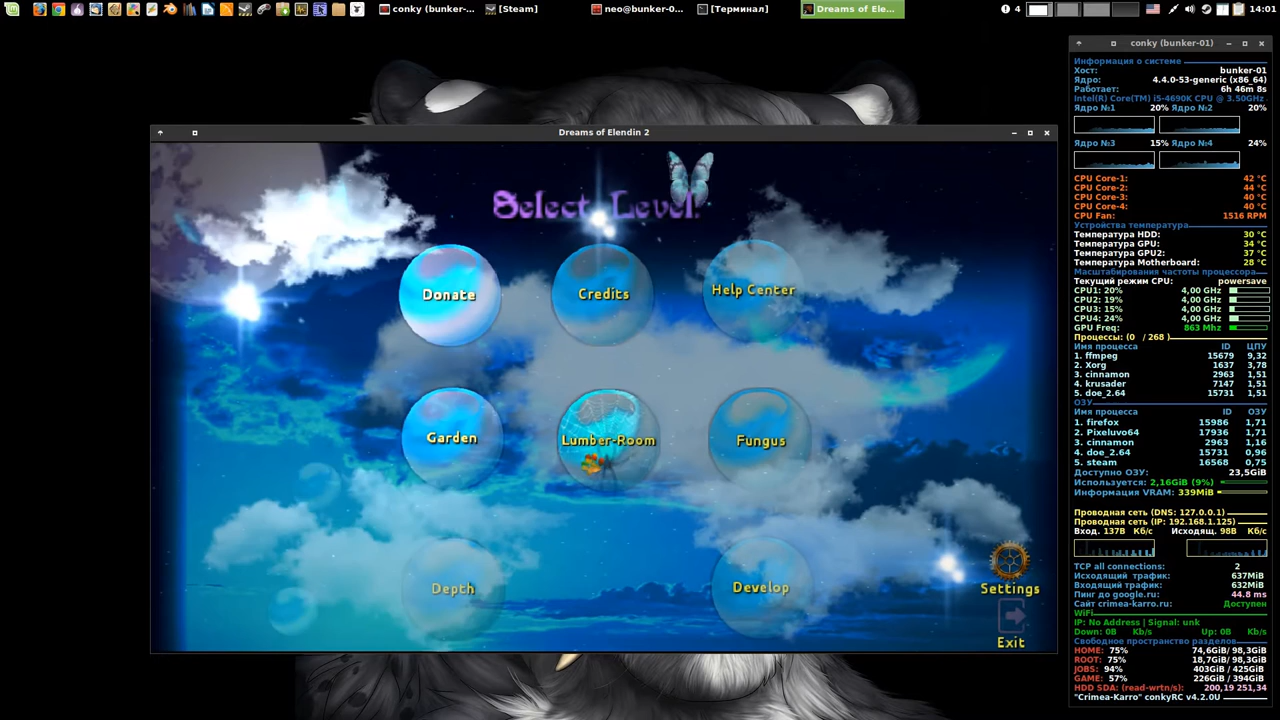 conky (bunker-...
[Steam]
neo@bunker-0...
[Терминал]
Dreams of Ele...
4
14:01
Dreams of Elendin 2
Select Level:
Donate
Credits
Help Center
Garden
Lumber-Room
Fungus
Depth
Develop
Settings
Exit
conky (bunker-01)
Информация о системе
Хост: bunker-01
Ядро: 4.4.0-53-generic (x86_64)
Работает: 6h 46m 8s
Intel(R) Core(TM) i5-4690K CPU @ 3.50GHz
Ядро №1 20% Ядро №2 20%
Ядро №3 15% Ядро №4 24%
CPU Core-1: 42 °C
CPU Core-2: 44 °C
CPU Core-3: 40 °C
CPU Core-4: 40 °C
CPU Fan: 1516 RPM
Устройства температура
Температура HDD: 30 °C
Температура GPU: 34 °C
Температура GPU2: 37 °C
Температура Motherboard: 28 °C
Масштабирования частоты процессора
Текущий режим CPU: powersave
CPU1: 20% 4,00 GHz
CPU2: 19% 4,00 GHz
CPU3: 15% 4,00 GHz
CPU4: 24% 4,00 GHz
GPU Freq: 863 Mhz
Процессы: (0 / 268 )
Имя процесса ID ЦПУ
1. ffmpeg 15679 9,32
2. Xorg 1637 3,78
3. cinnamon 2963 1,51
4. krusader 7147 1,51
5. doe_2.64 15731 1,51
ОЗУ
Имя процесса ID ОЗУ
1. firefox 15986 1,71
2. Pixeluvo64 17936 1,71
3. cinnamon 2963 1,16
4. doe_2.64 15731 0,96
5. steam 16568 0,75
Доступно ОЗУ: 23,5GiB
Используется: 2,16GiB (9%)
Информация VRAM: 339MiB
Проводная сеть (DNS: 127.0.0.1)
Проводная сеть (IP: 192.168.1.125)
Вход. 137B Кб/с Исходящ. 98B Кб/с
TCP all connections: 2
Исходящий трафик: 637MiB
Входящий трафик: 632MiB
Пинг до google.ru: 44.8 ms
Сайт crimea-karro.ru: Доступен
WiFi
IP: No Address | Signal: unk
Down: 0B Kb/s Up: 0B Kb/s
Свободное пространство разделов
HOME: 75% 74,6GiB/ 98,3GiB
ROOT: 75% 18,7GiB/ 98,3GiB
JOBS: 94% 403GiB / 425GiB
GAME: 57% 226GiB / 394GiB
HDD SDA: (read-wrtn/s): 200,19 251,34
"Crimea-Karro" conkyRC v4.2.0U